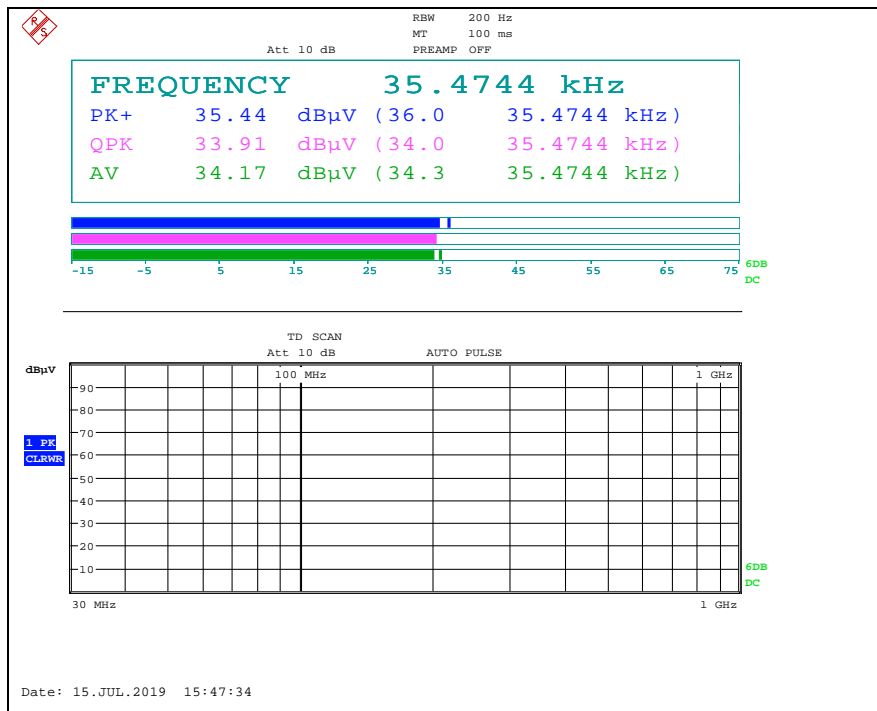 R S
RBW 200 Hz
MT 100 ms
Att 10 dB PREAMP OFF
FREQUENCY 35.4744 kHz
PK+ 35.44 dBµV (36.0 35.4744 kHz)
QPK 33.91 dBµV (34.0 35.4744 kHz)
AV 34.17 dBµV (34.3 35.4744 kHz)
-15 -5 5 15 25 35 45 55 65 75
6DB
DC
TD SCAN
Att 10 dB AUTO PULSE
dBµV
100 MHz 1 GHz
90
80
70
1 PK
CLRWR
60
50
40
30
20
10
6DB
DC
30 MHz 1 GHz
Date: 15.JUL.2019 15:47:34